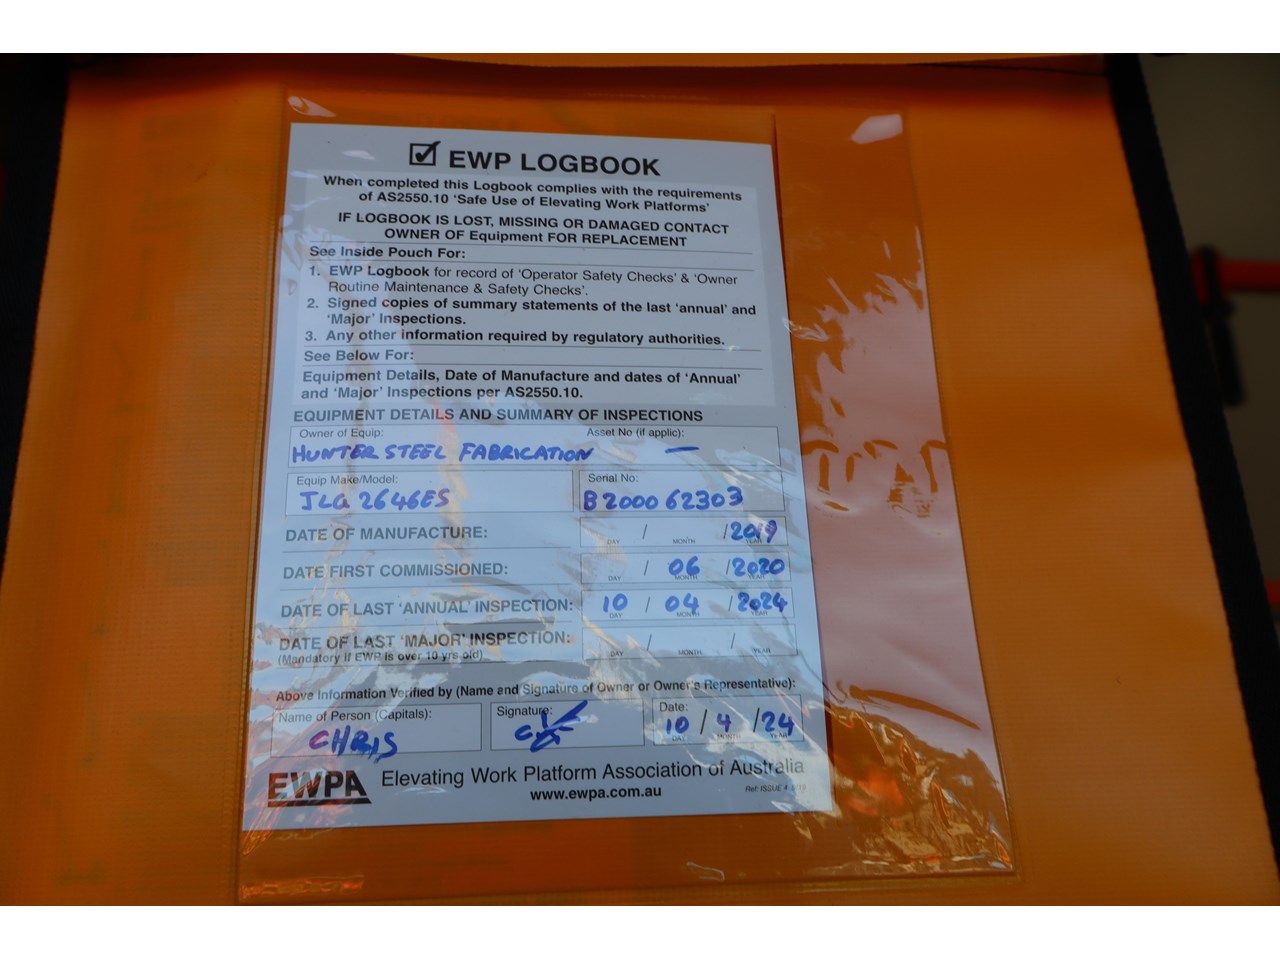 EWP LOGBOOK
When completed this Logbook complies with the requirements
of AS2550.10 'Safe Use of Elevating Work Platforms'
IF LOGBOOK IS LOST, MISSING OR DAMAGED CONTACT
OWNER OF Equipment FOR REPLACEMENT
See Inside Pouch For:
1. EWP Logbook for record of 'Operator Safety Checks' & 'Owner
Routine Maintenance & Safety Checks'.
2. Signed copies of summary statements of the last 'annual' and
'Major' Inspections.
3. Any other information required by regulatory authorities.
See Below For:
Equipment Details, Date of Manufacture and dates of 'Annual'
and 'Major' Inspections per AS2550.10.
EQUIPMENT DETAILS AND SUMMARY OF INSPECTIONS
Owner of Equip: Asset No (if applic):
HUNTER STEEL FABRICATION —
Equip Make/Model: Serial No:
JLG 2646ES B200062303
DATE OF MANUFACTURE: / /2019
DAY MONTH YEAR
DATE FIRST COMMISSIONED: / 06 /2020
DAY MONTH YEAR
DATE OF LAST 'ANNUAL' INSPECTION: 10 / 04 /2024
DAY MONTH YEAR
DATE OF LAST 'MAJOR' INSPECTION: / /
(Mandatory if EWP is over 10 yrs old) DAY MONTH YEAR
Above Information Verified by (Name and Signature of Owner or Owner's Representative):
Name of Person (Capitals): Signature: Date:
CHRIS 10 / 4 / 24
DAY MONTH YEAR
EWPA Elevating Work Platform Association of Australia
www.ewpa.com.au
Ref: ISSUE #